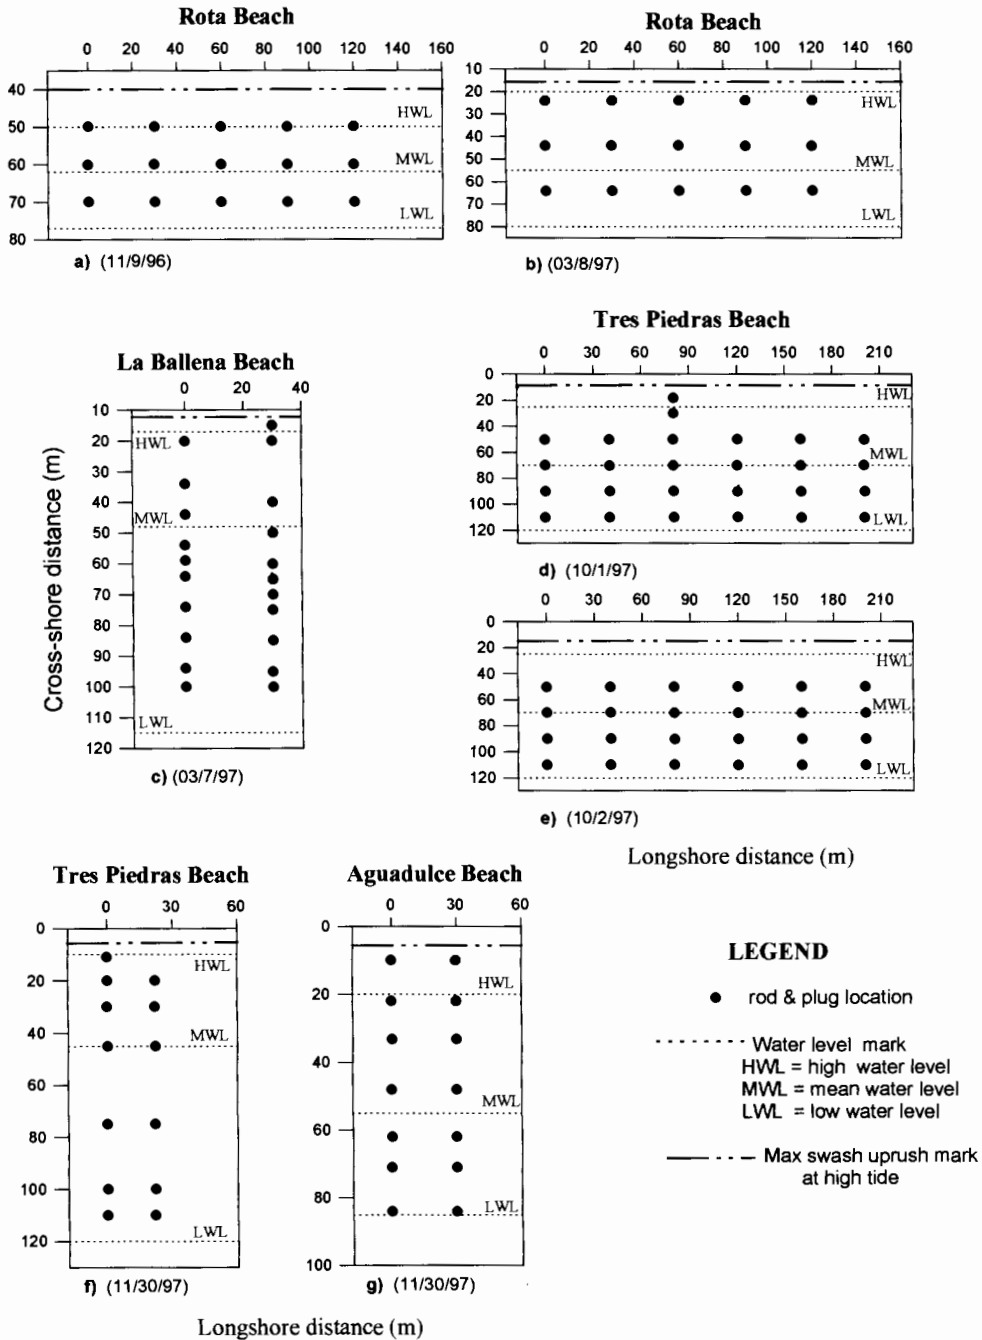 Rota Beach
0 20 40 60 80 100 120 140 160
40
50
60
70
80
HWL
MWL
LWL
a) (11/9/96)
Rota Beach
0 20 40 60 80 100 120 140 160
10
20
30
40
50
60
70
80
HWL
MWL
LWL
b) (03/8/97)
La Ballena Beach
0 20 40
10
20
30
40
50
60
70
80
90
100
110
120
HWL
MWL
LWL
Cross-shore distance (m)
c) (03/7/97)
Tres Piedras Beach
0 30 60 90 120 150 180 210
0
20
40
60
80
100
120
HWL
MWL
LWL
d) (10/1/97)
0 30 60 90 120 150 180 210
0
20
40
60
80
100
120
HWL
MWL
LWL
e) (10/2/97)
Longshore distance (m)
Tres Piedras Beach
0 30 60
0
20
40
60
80
100
120
HWL
MWL
LWL
f) (11/30/97)
Aguadulce Beach
0 30 60
0
20
40
60
80
100
HWL
MWL
LWL
g) (11/30/97)
Longshore distance (m)
LEGEND
rod & plug location
Water level mark
HWL = high water level
MWL = mean water level
LWL = low water level
Max swash uprush mark
at high tide